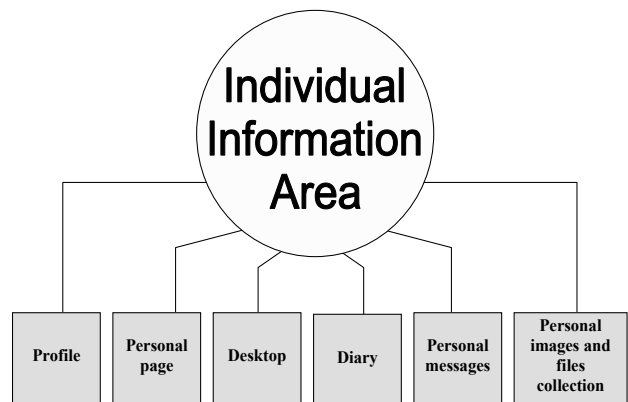 Individual
Information
Area
Profile
Personal
page
Desktop
Diary
Personal
messages
Personal
images and
files
collection